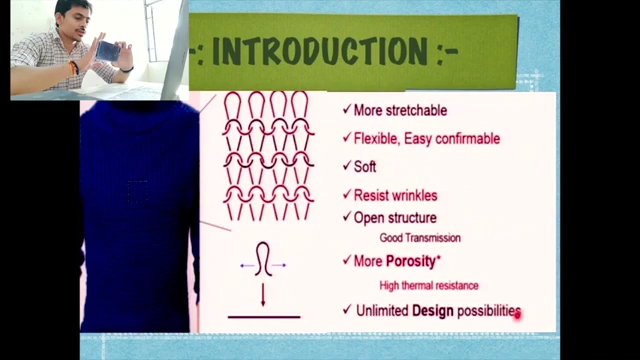 -: INTRODUCTION :-
✓ More stretchable
✓ Flexible, Easy confirmable
✓ Soft
✓ Resist wrinkles
✓ Open structure
Good Transmission
✓ More Porosity*
High thermal resistance
✓ Unlimited Design possibilities